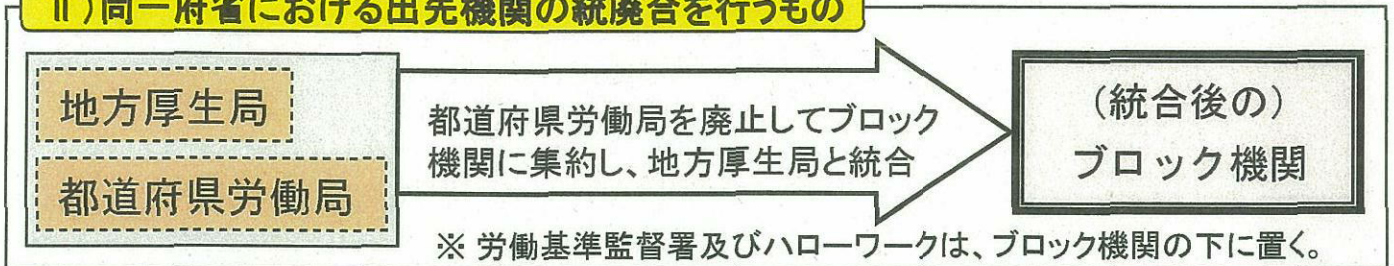 ⅱ)同一府省における出先機関の統廃合を行うもの
地方厚生局
都道府県労働局
都道府県労働局を廃止してブロック
機関に集約し、地方厚生局と統合
(統合後の)
ブロック機関
※ 労働基準監督署及びハローワークは、ブロック機関の下に置く。